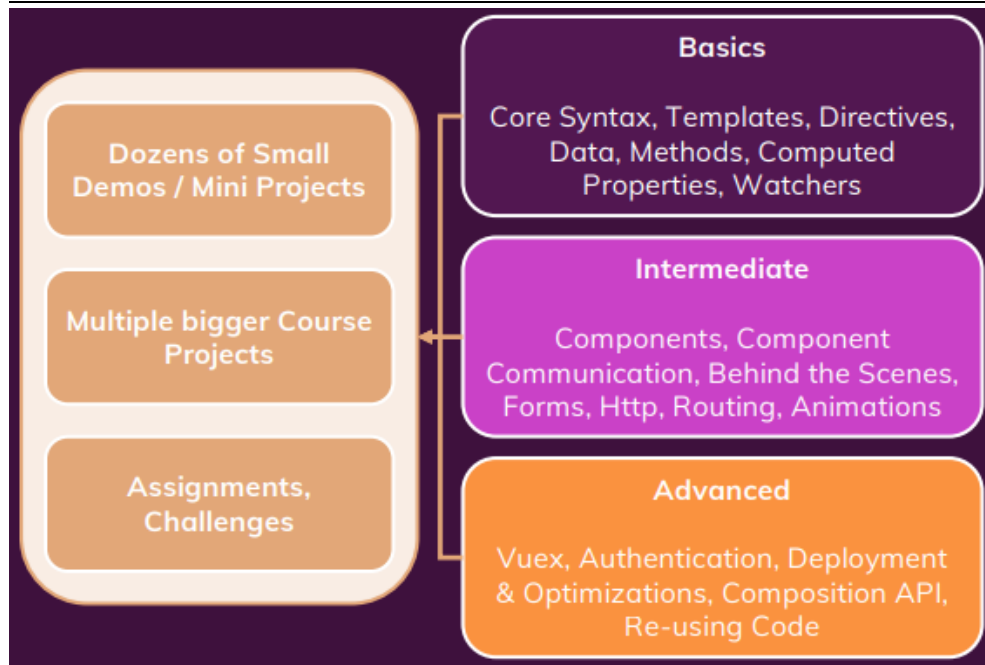 Dozens of Small
Demos / Mini Projects
Multiple bigger Course
Projects
Assignments,
Challenges
Basics
Core Syntax, Templates, Directives,
Data, Methods, Computed
Properties, Watchers
Intermediate
Components, Component
Communication, Behind the Scenes,
Forms, Http, Routing, Animations
Advanced
Vuex, Authentication, Deployment
& Optimizations, Composition API,
Re-using Code